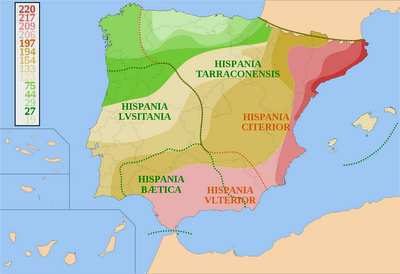 220
217
209
206
197
194
154
133
75
44
29
27
HISPANIA
TARRACONENSIS
HISPANIA
LVSITANIA
HISPANIA
CITERIOR
HISPANIA
BÆTICA
HISPANIA
VLTERIOR